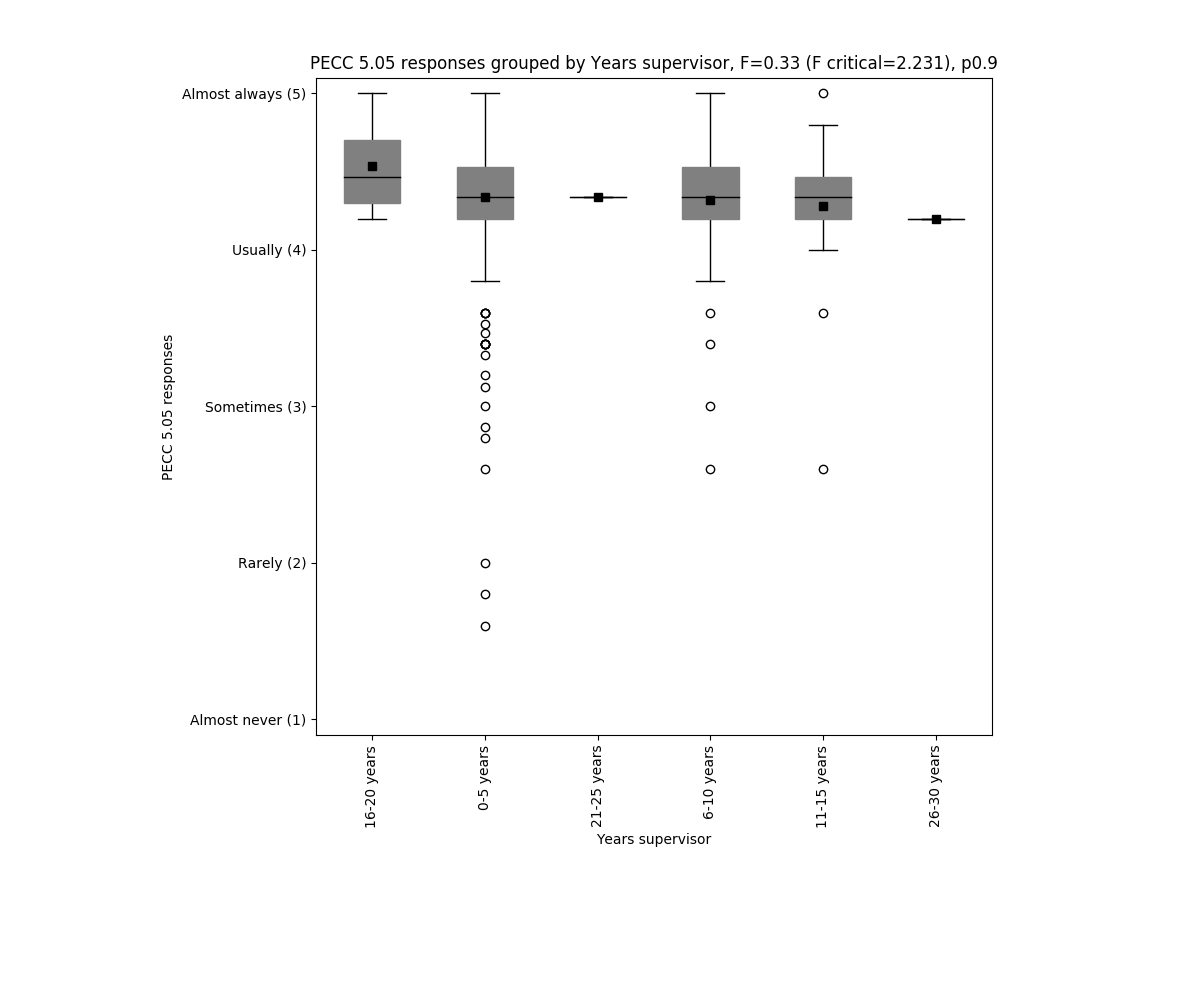 PECC 5.05 responses grouped by Years supervisor, F=0.33 (F critical=2.231), p0.9
Almost always (5)
Usually (4)
Sometimes (3)
Rarely (2)
Almost never (1)
PECC 5.05 responses
16-20 years
0-5 years
21-25 years
6-10 years
11-15 years
26-30 years
Years supervisor